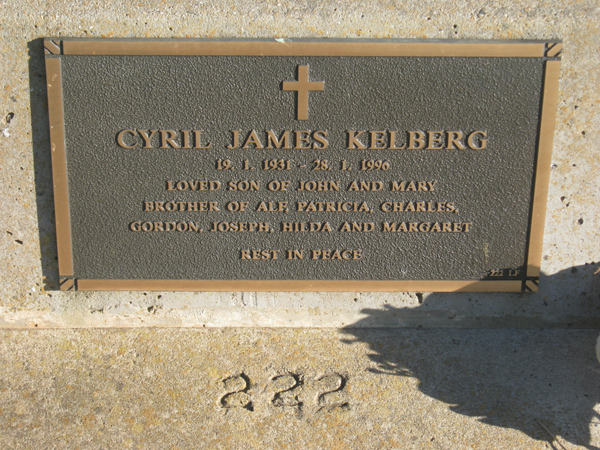 CYRIL JAMES KELBERG
19. 1. 1931 - 28. 1. 1996
LOVED SON OF JOHN AND MARY
BROTHER OF ALF, PATRICIA, CHARLES,
GORDON, JOSEPH, HILDA AND MARGARET
REST IN PEACE
222